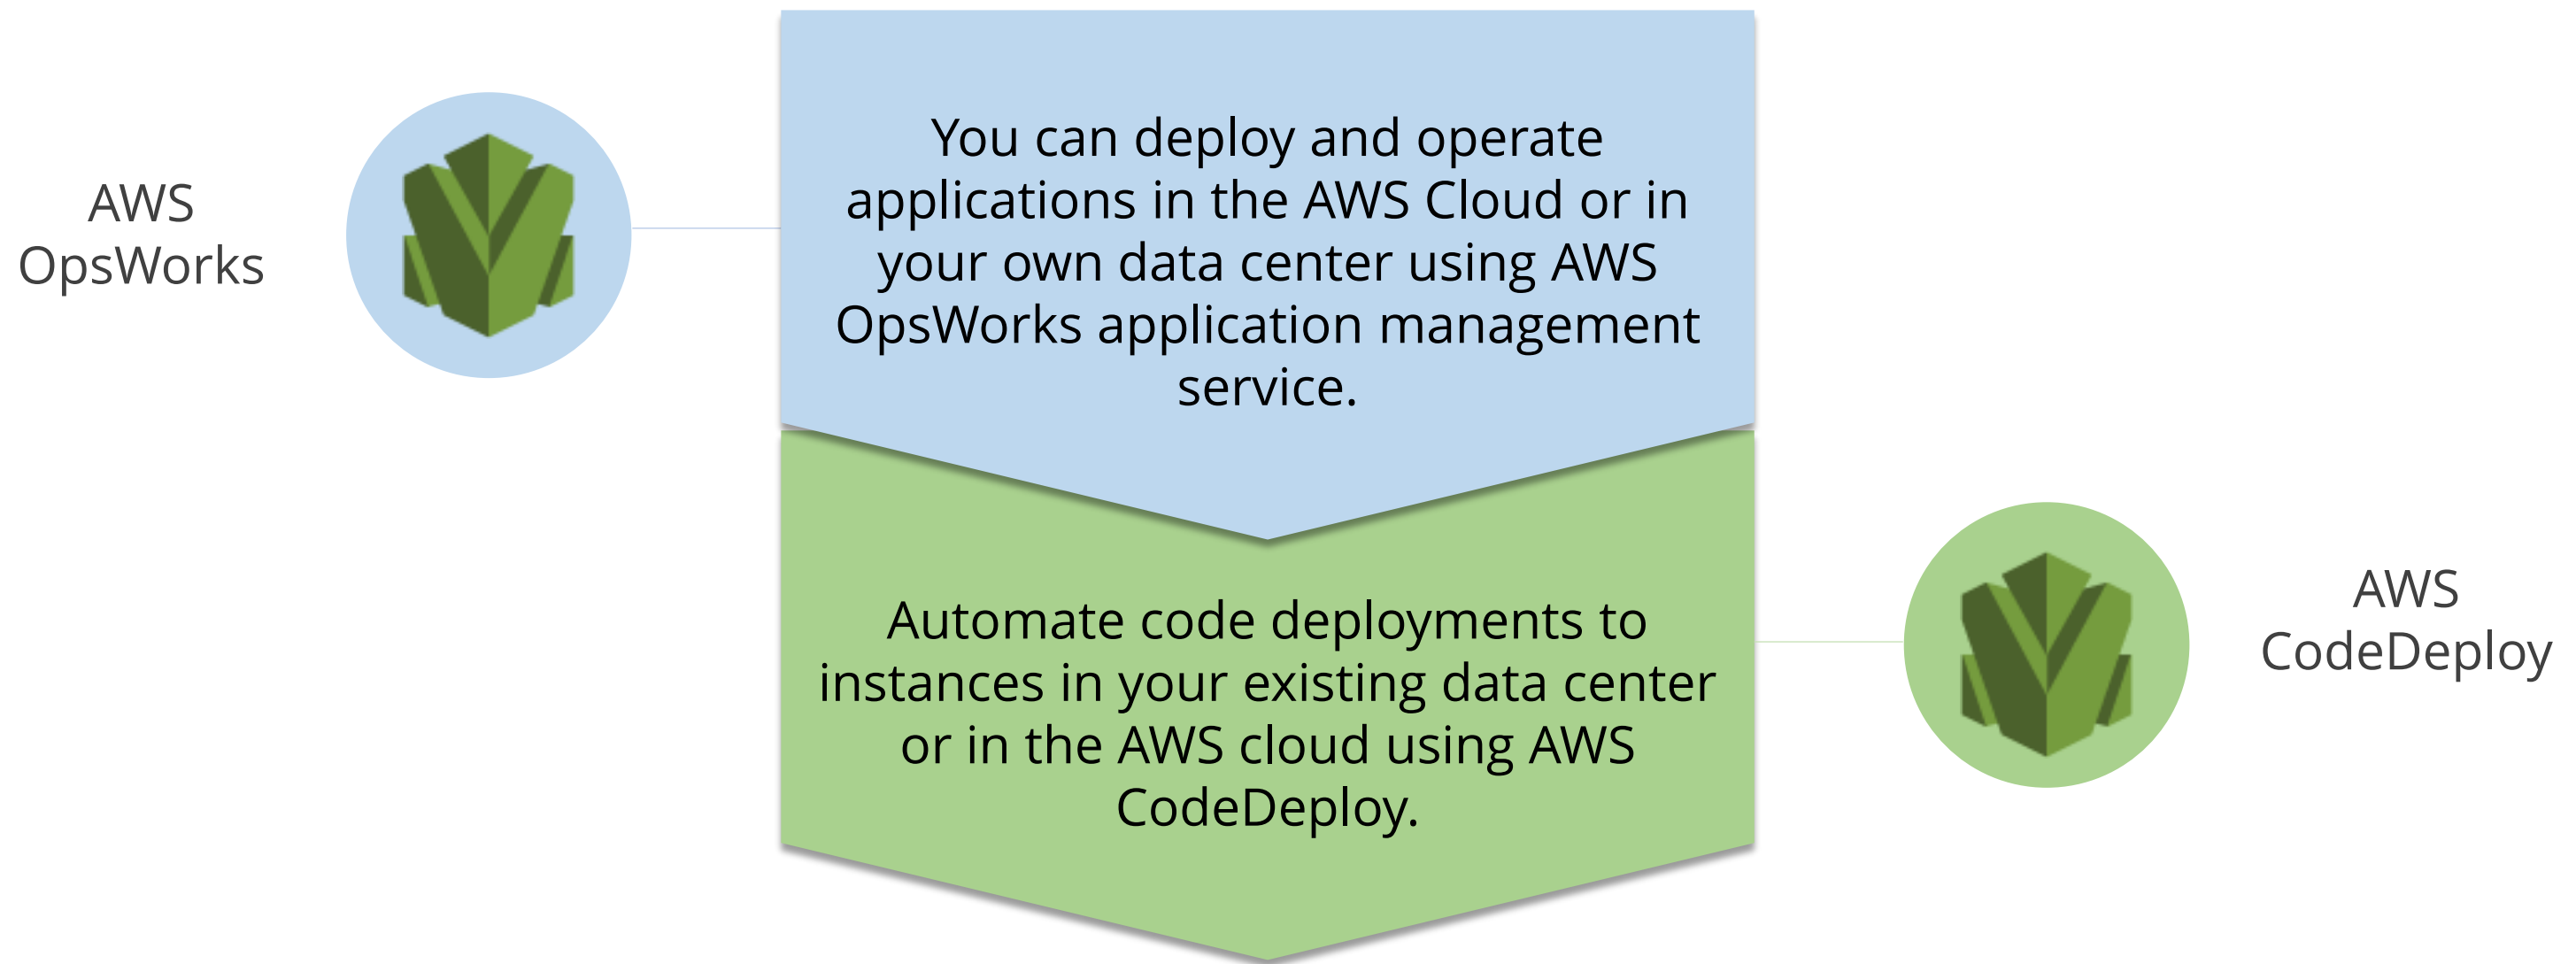 AWS
OpsWorks
You can deploy and operate
applications in the AWS Cloud or in
your own data center using AWS
OpsWorks application management
service.
Automate code deployments to
instances in your existing data center
or in the AWS cloud using AWS
CodeDeploy.
AWS
CodeDeploy